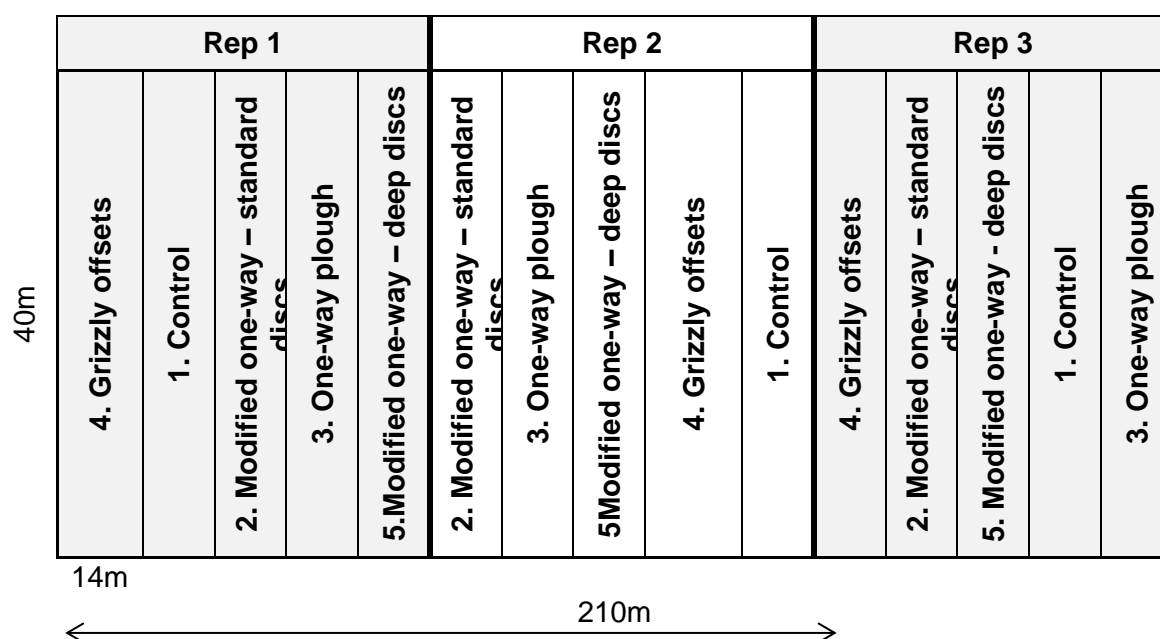 Rep 1
Rep 2
Rep 3
40m
4. Grizzly offsets
1. Control
2. Modified one-way – standard
discs
3. One-way plough
5.Modified one-way – deep discs
2. Modified one-way – standard
discs
3. One-way plough
5Modified one-way – deep discs
4. Grizzly offsets
1. Control
4. Grizzly offsets
2. Modified one-way – standard
discs
5. Modified one-way - deep discs
1. Control
3. One-way plough
14m
210m